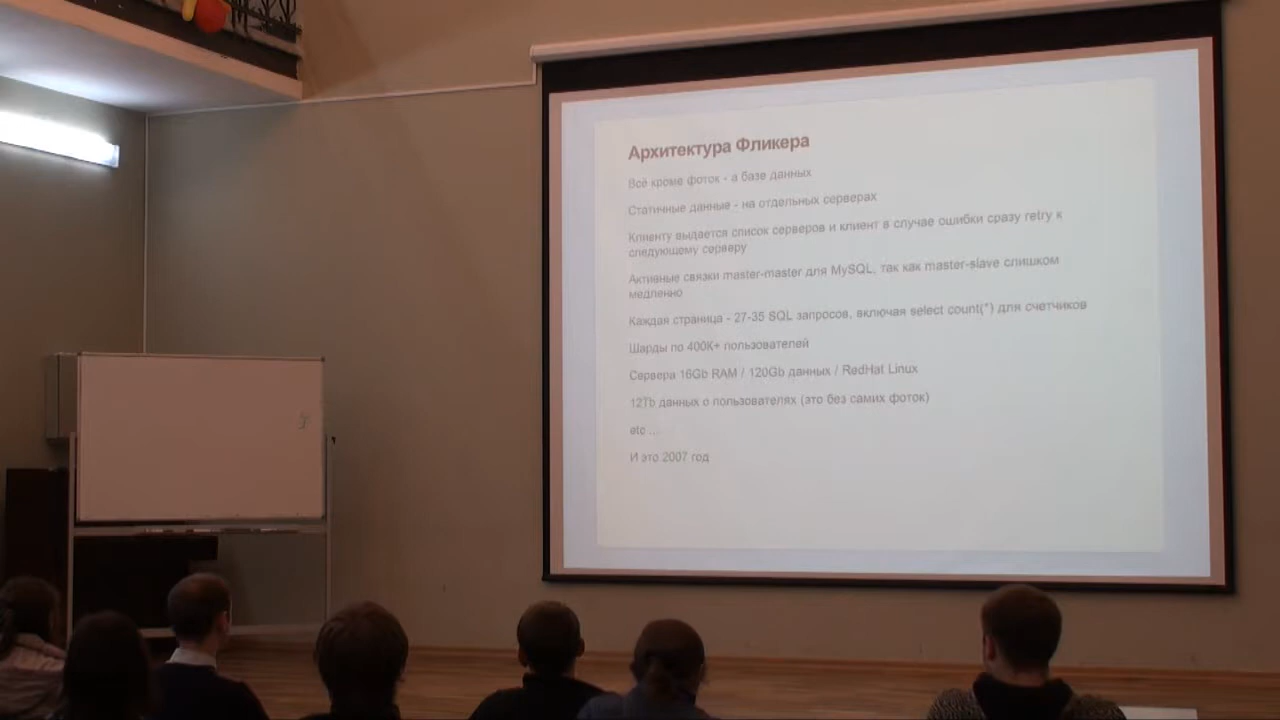 Архитектура Фликера
Всё кроме фоток - а базе данных
Статичные данные - на отдельных серверах
Клиенту выдается список серверов и клиент в случае ошибки сразу retry к
следующему серверу
Активные связки master-master для MySQL, так как master-slave слишком
медленно
Каждая страница - 27-35 SQL запросов, включая select count(*) для счетчиков
Шарды по 400К+ пользователей
Сервера 16Gb RAM / 120Gb данных / RedHat Linux
12Tb данных о пользователях (это без самих фоток)
etc ...
И это 2007 год